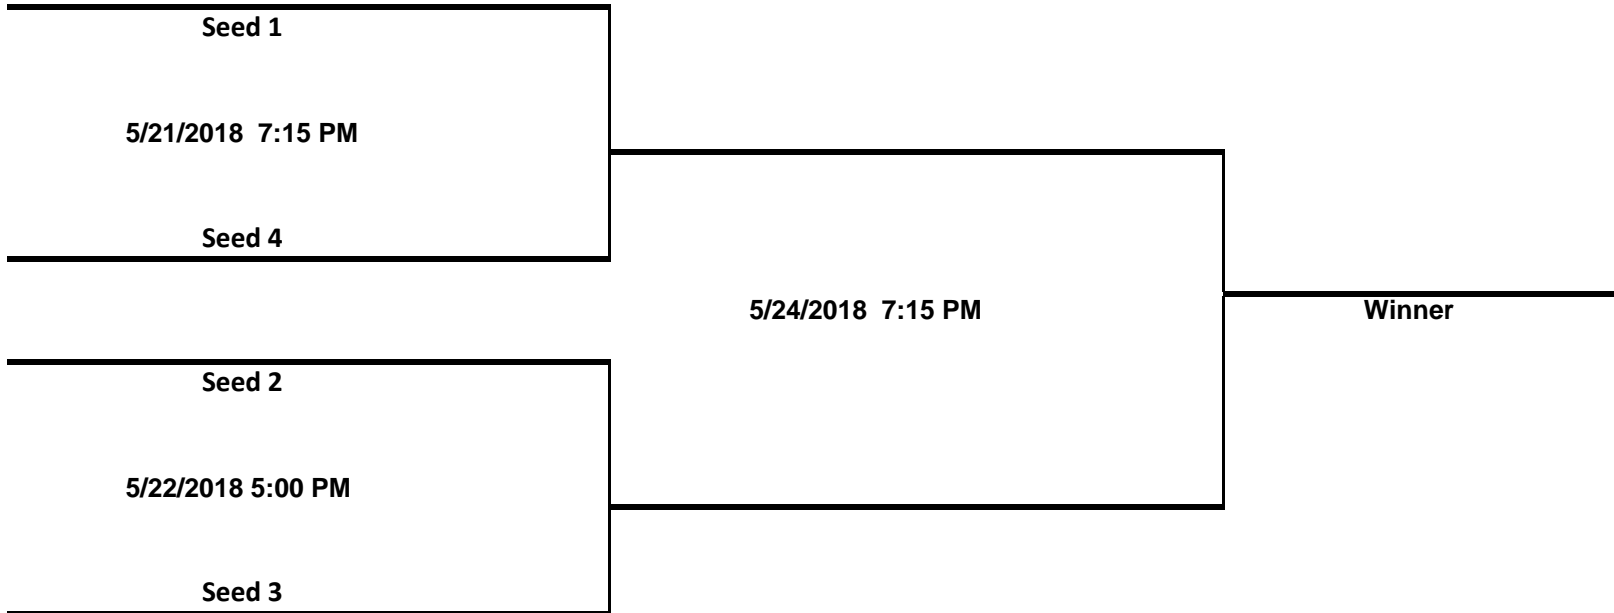 Seed 1
5/21/2018  7:15 PM
Seed 4
5/24/2018  7:15 PM
Winner
Seed 2
5/22/2018 5:00 PM
Seed 3